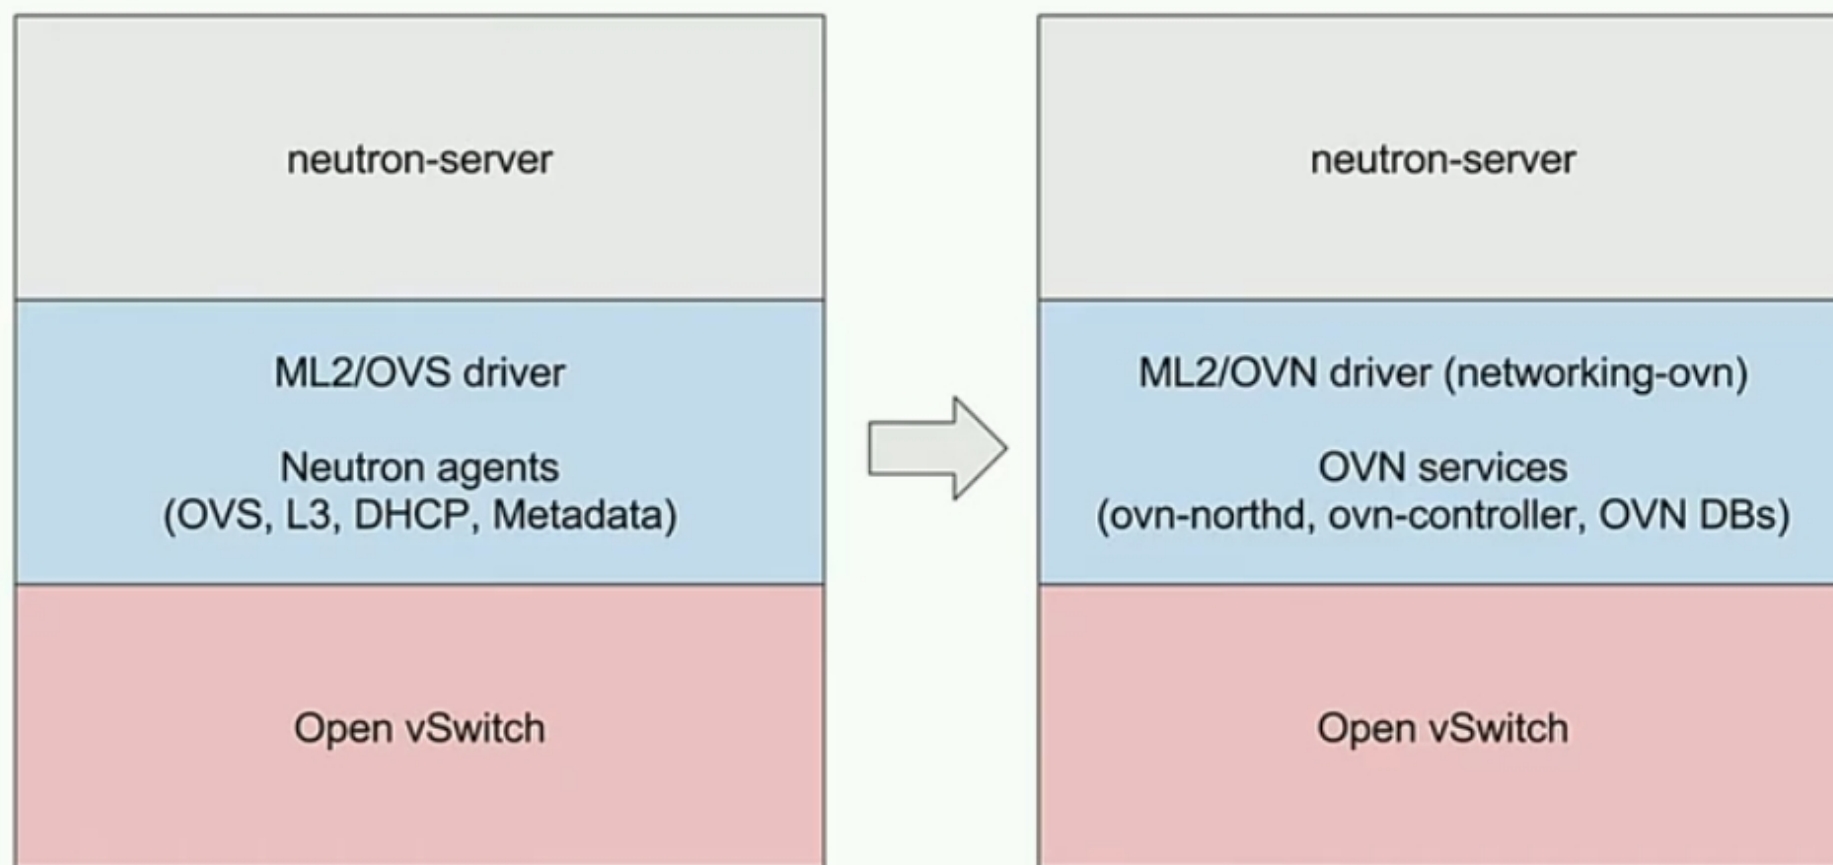 neutron-server
ML2/OVS driver
Neutron agents
(OVS, L3, DHCP, Metadata)
Open vSwitch
neutron-server
ML2/OVN driver (networking-ovn)
OVN services
(ovn-northd, ovn-controller, OVN DBs)
Open vSwitch